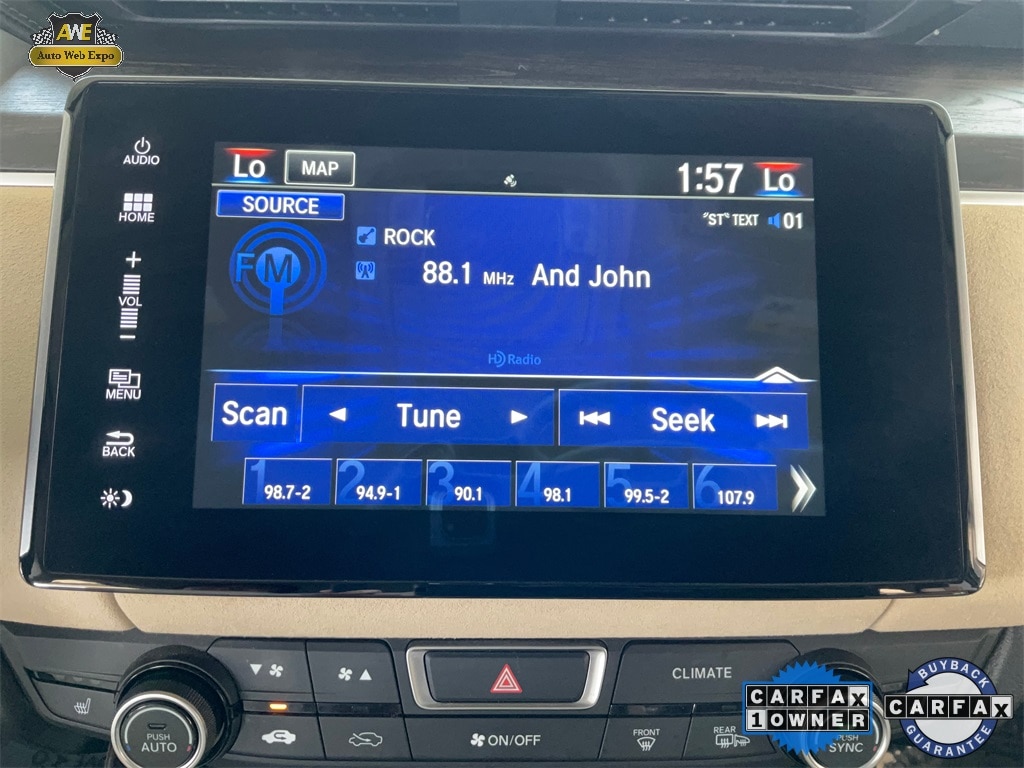 AWE
Auto Web Expo
AUDIO
HOME
+
VOL
−
MENU
BACK
Lo MAP 1:57 Lo
SOURCE
"ST" TEXT 01
FM
ROCK
88.1 MHz And John
HD Radio
Scan Tune Seek
1 98.7-2
2 94.9-1
3 90.1
4 98.1
5 99.5-2
6 107.9
CLIMATE
PUSH
AUTO
ON/OFF
FRONT
REAR
PUSH
SYNC
CARFAX
1 OWNER
BUYBACK
CARFAX
GUARANTEE